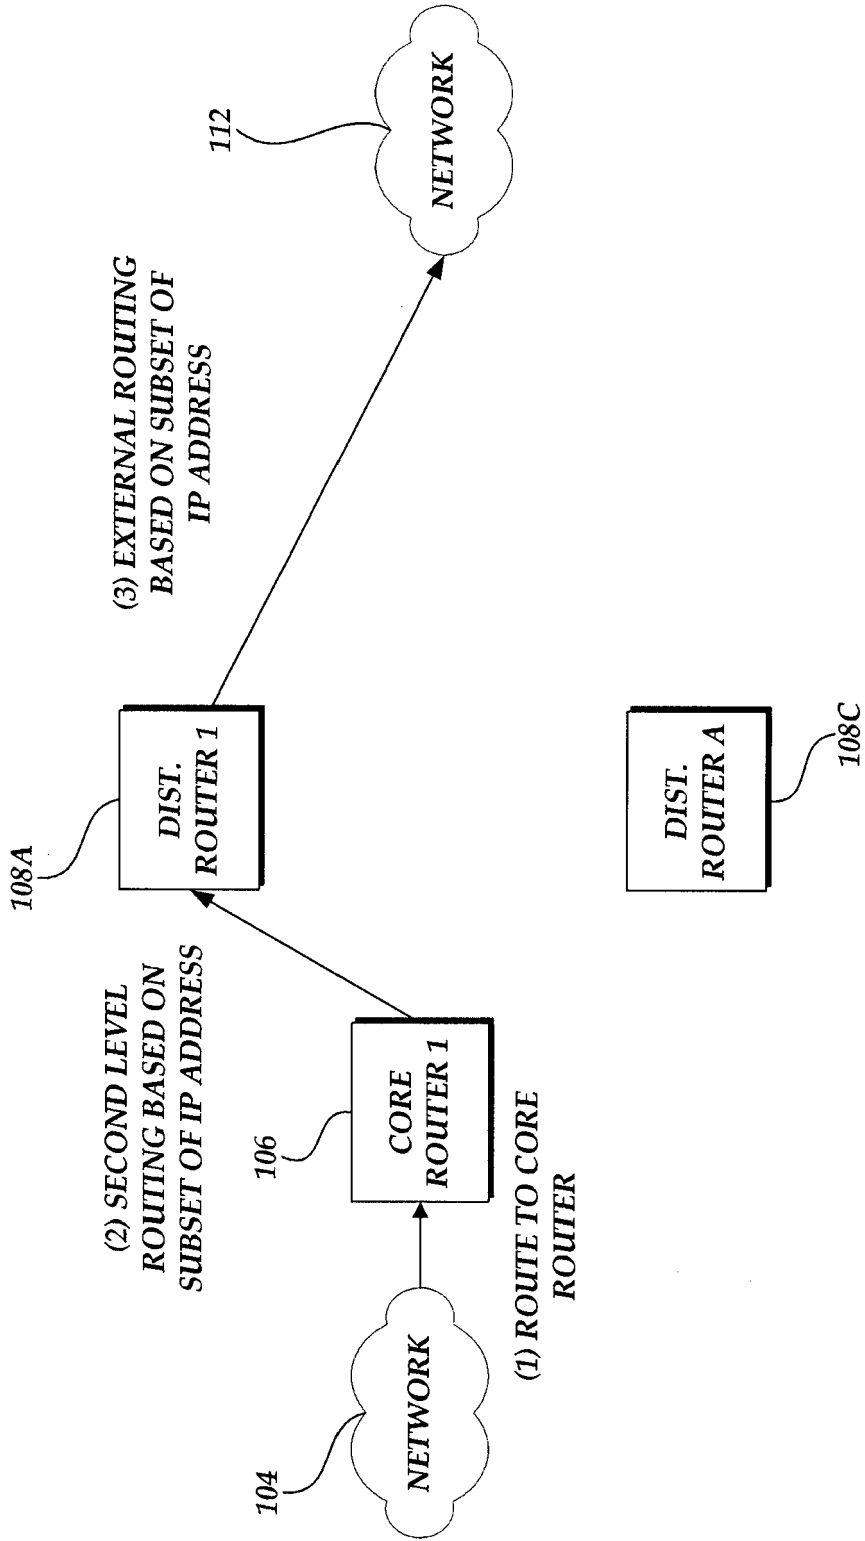 108A
(2) SECOND LEVEL
ROUTING BASED ON
SUBSET OF IP ADDRESS
(3) EXTERNAL ROUTING
BASED ON SUBSET OF
IP ADDRESS
112
DIST.
ROUTER 1
104
106
NETWORK
CORE
ROUTER 1
NETWORK
(1) ROUTE TO CORE
ROUTER
DIST.
ROUTER A
108C